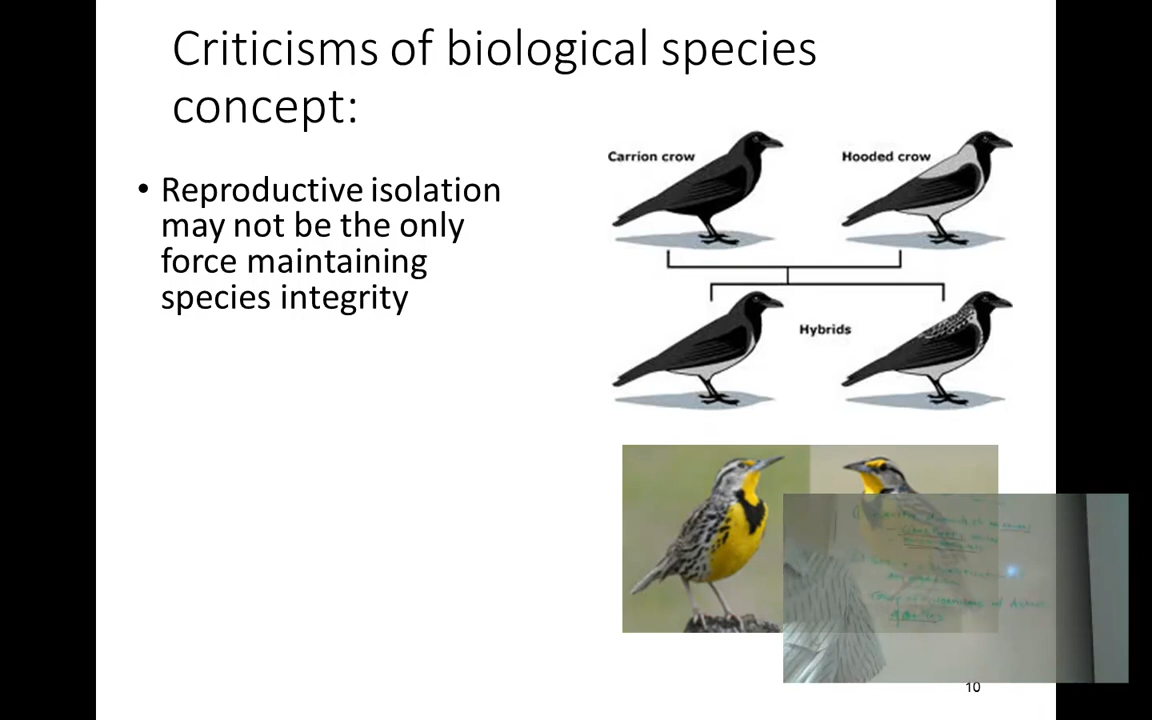 Criticisms of biological species
concept:
• Reproductive isolation
may not be the only
force maintaining
species integrity
Carrion crow
Hooded crow
Hybrids
10